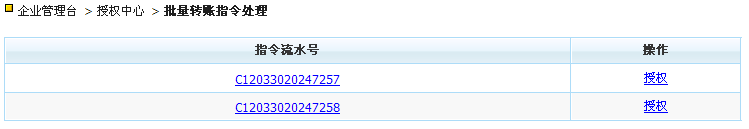 企业管理台 > 授权中心 > 批量转账指令处理
指令流水号 操作
C12033020247257 授权
C12033020247258 授权